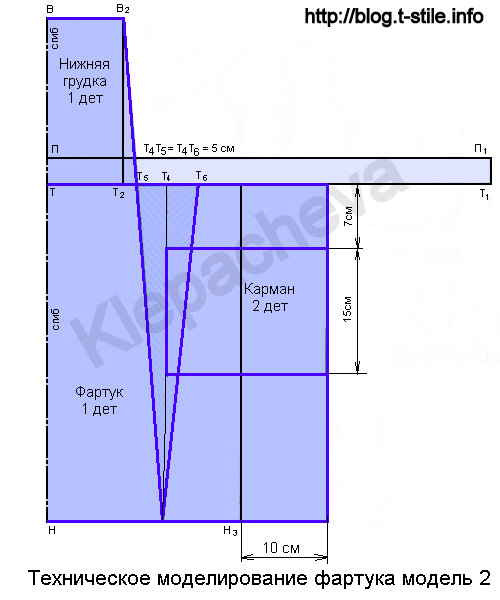 http://blog.t-stile.info
В В₂
сгиб
Нижняя
грудка
1 дет
П Т₄Т₅ = Т₄Т₆ = 5 см П₁
Т Т₂ Т₅ Т₄ Т₆ Т₁
7см
Klepacheva
сгиб
Карман
2 дет
15см
Фартук
1 дет
Н Н₃
10 см
Техническое моделирование фартука модель 2